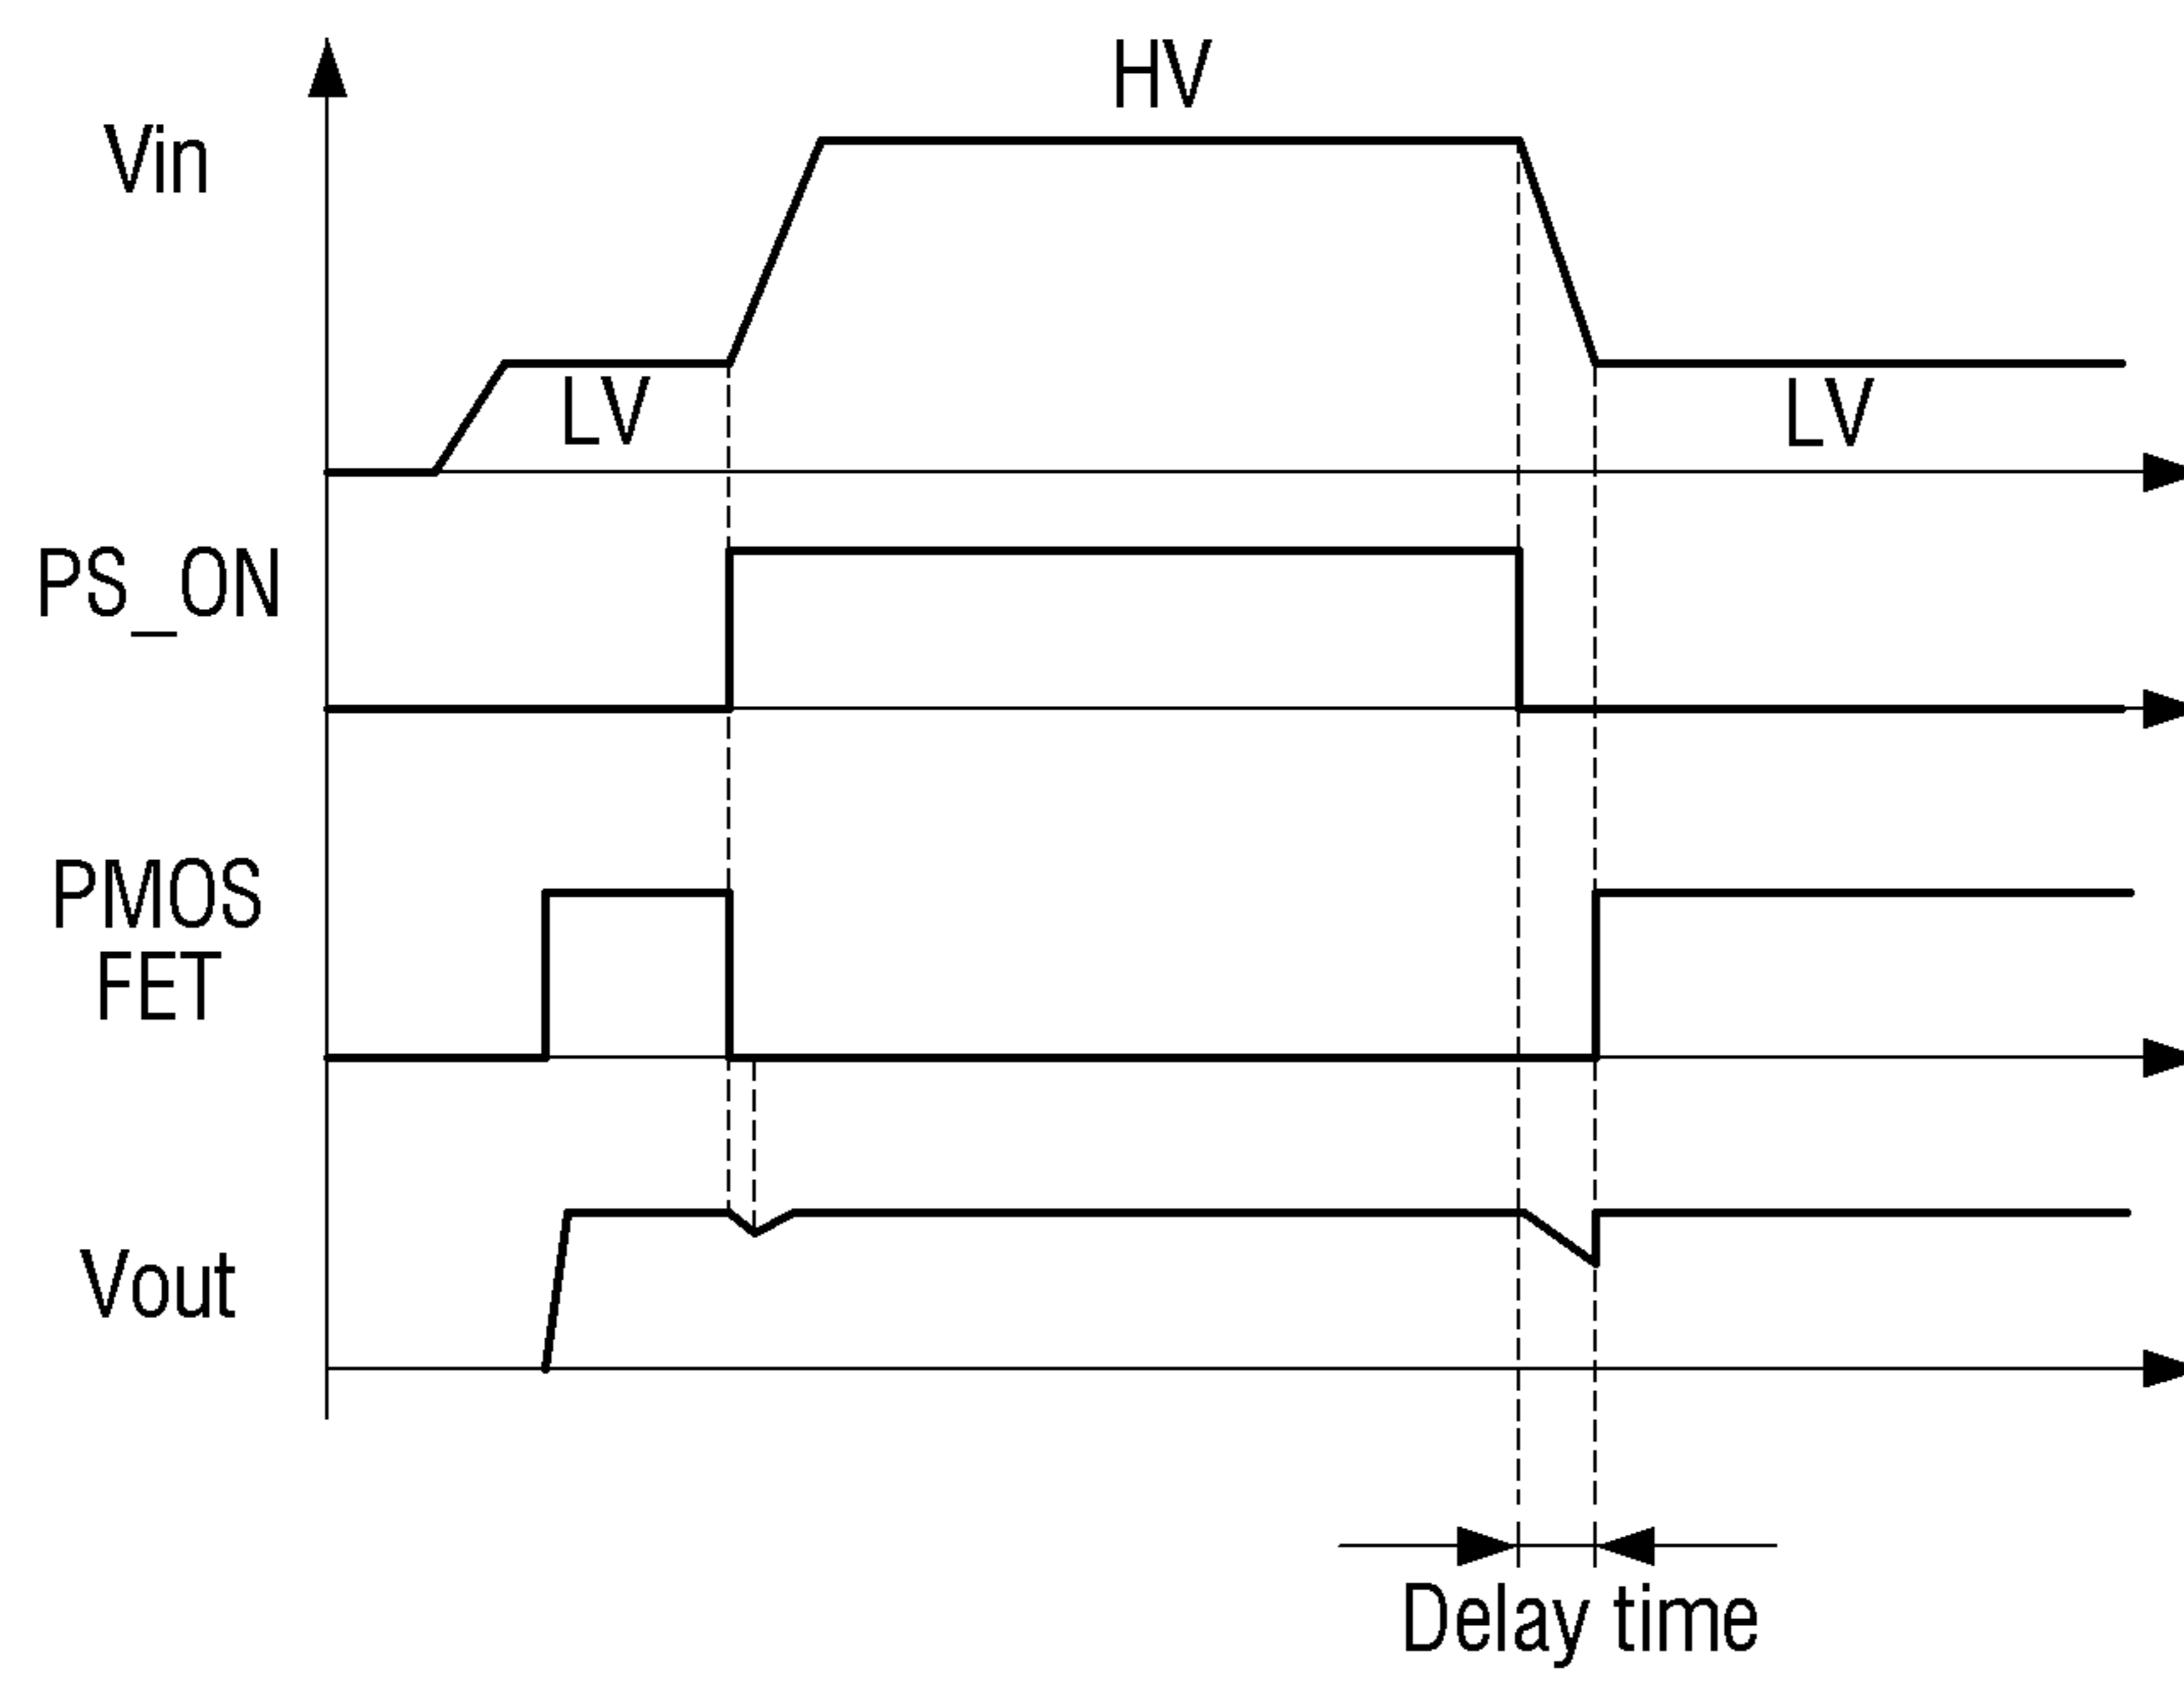 HV
Vin
LV
LV
PS_ON
PMOS
FET
Vout
Delay time